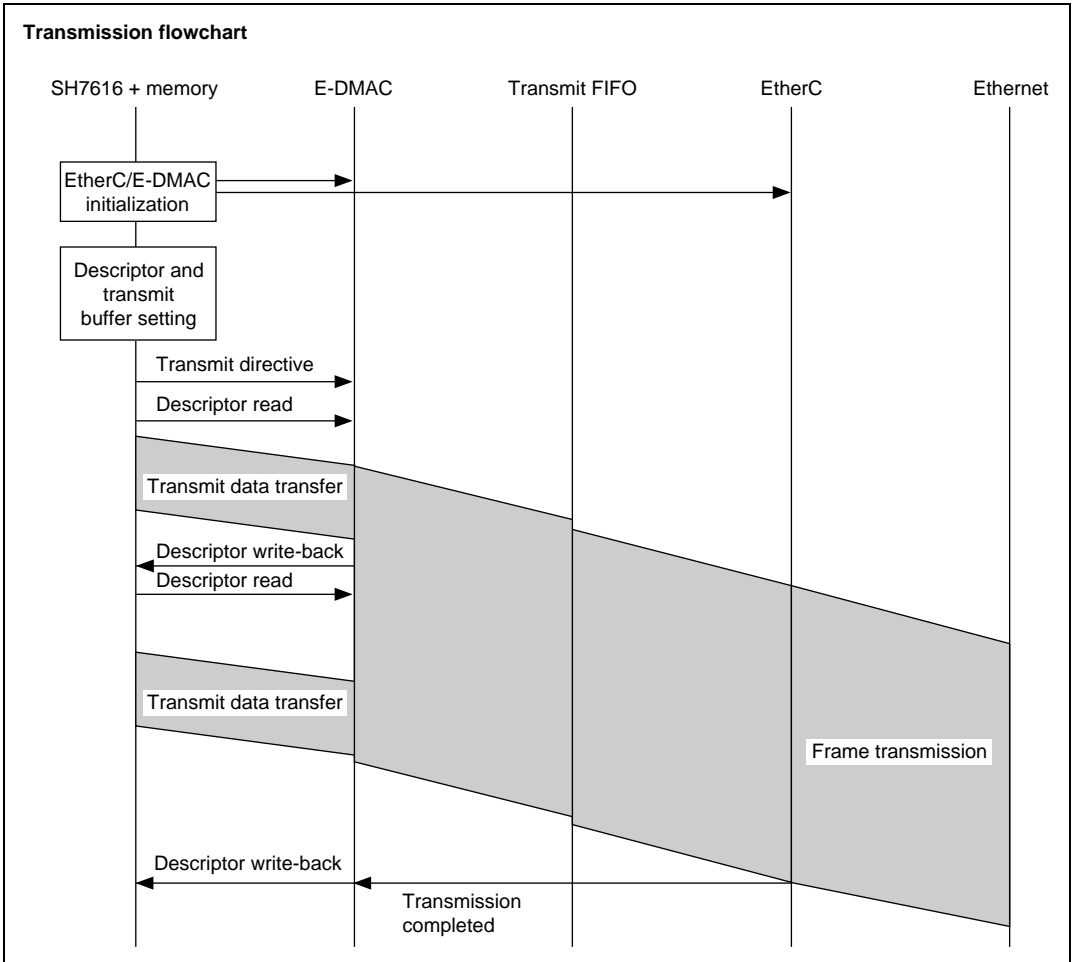 Transmission flowchart
SH7616 + memory
E-DMAC
Transmit FIFO
EtherC
Ethernet
EtherC/E-DMAC
initialization
Descriptor and
transmit
buffer setting
Transmit directive
Descriptor read
Transmit data transfer
Descriptor write-back
Descriptor read
Transmit data transfer
Frame transmission
Descriptor write-back
Transmission
completed